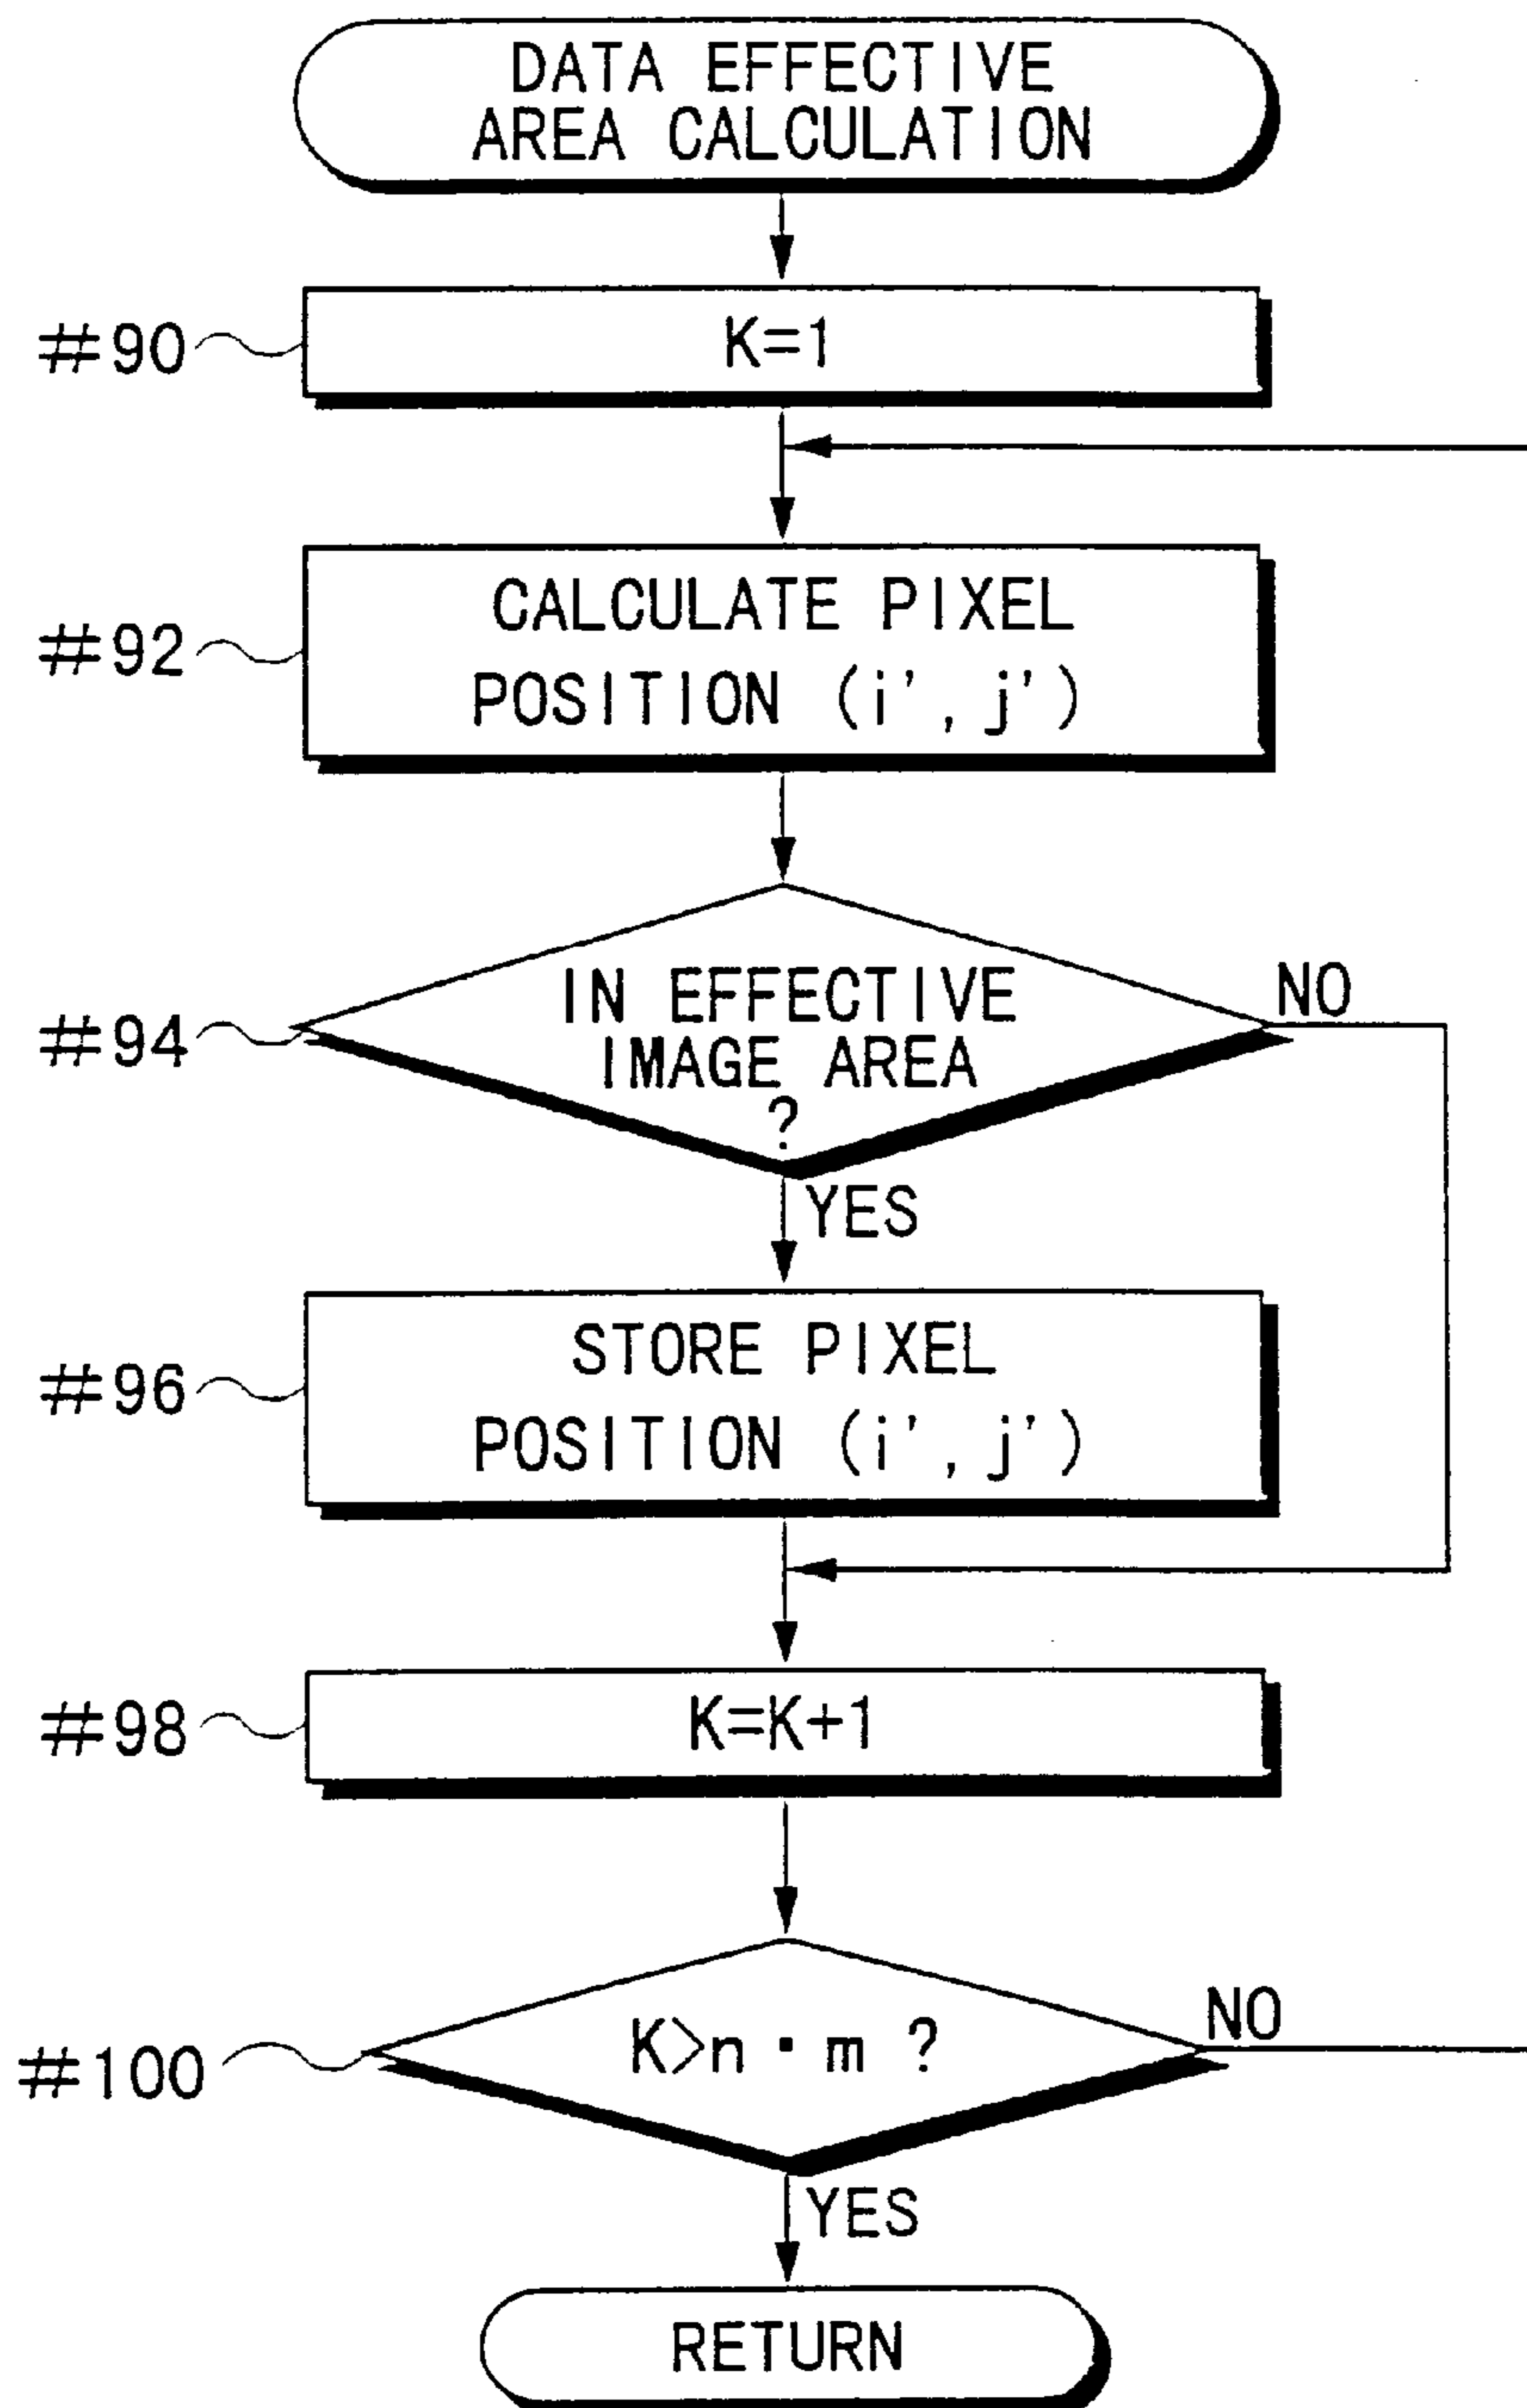 DATA EFFECTIVE
AREA CALCULATION
#90
K=1
#92
CALCULATE PIXEL
POSITION (i', j')
#94
IN EFFECTIVE
IMAGE AREA
?
NO
YES
#96
STORE PIXEL
POSITION (i', j')
#98
K=K+1
#100
K>n・m ?
NO
YES
RETURN